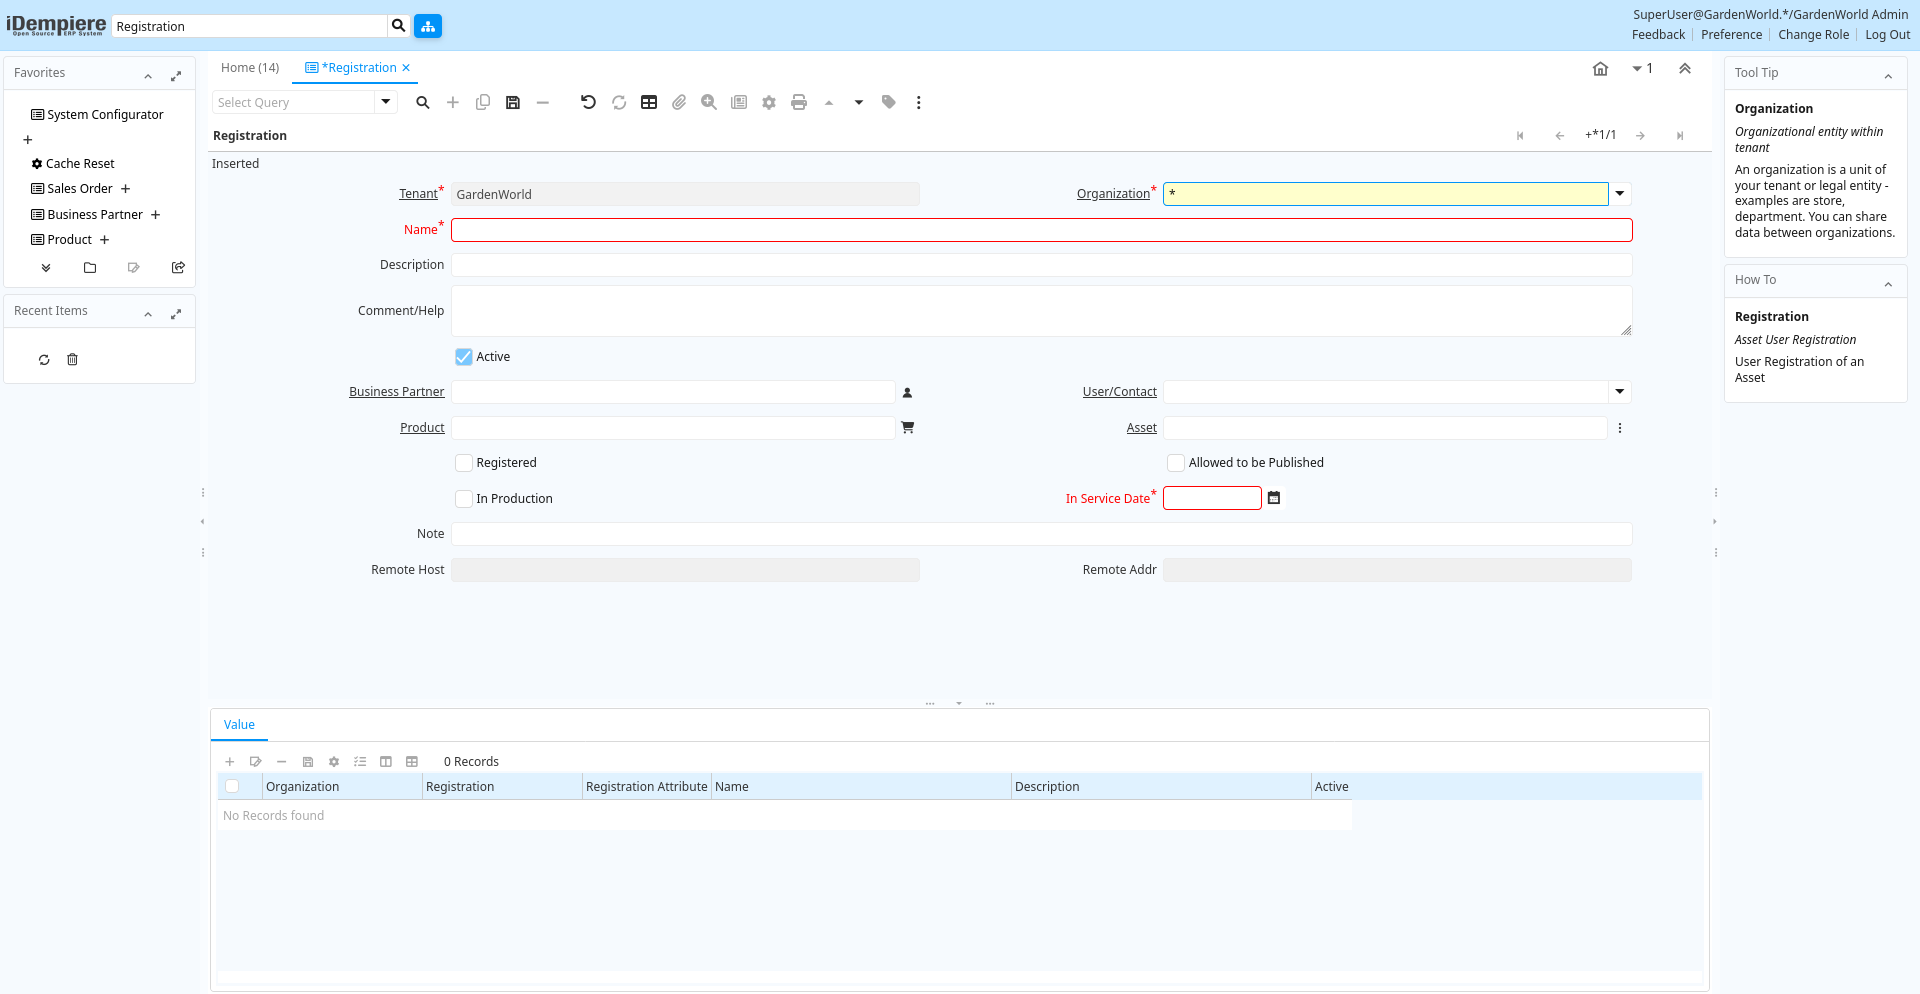 iDempiere
Open Source ERP System
Registration
SuperUser@GardenWorld.*/GardenWorld Admin
Feedback
Preference
Change Role
Log Out
Favorites
System Configurator
Cache Reset
Sales Order
Business Partner
Product
Recent Items
Home (14)
*Registration
1
Select Query
Registration
+*1/1
Inserted
Tenant*
GardenWorld
Organization*
*
Name*
Description
Comment/Help
Active
Business Partner
User/Contact
Product
Asset
Registered
Allowed to be Published
In Production
In Service Date*
Note
Remote Host
Remote Addr
Value
0 Records
Organization
Registration
Registration Attribute
Name
Description
Active
No Records found
Tool Tip
Organization
Organizational entity within
tenant
An organization is a unit of
your tenant or legal entity -
examples are store,
department. You can share
data between organizations.
How To
Registration
Asset User Registration
User Registration of an
Asset